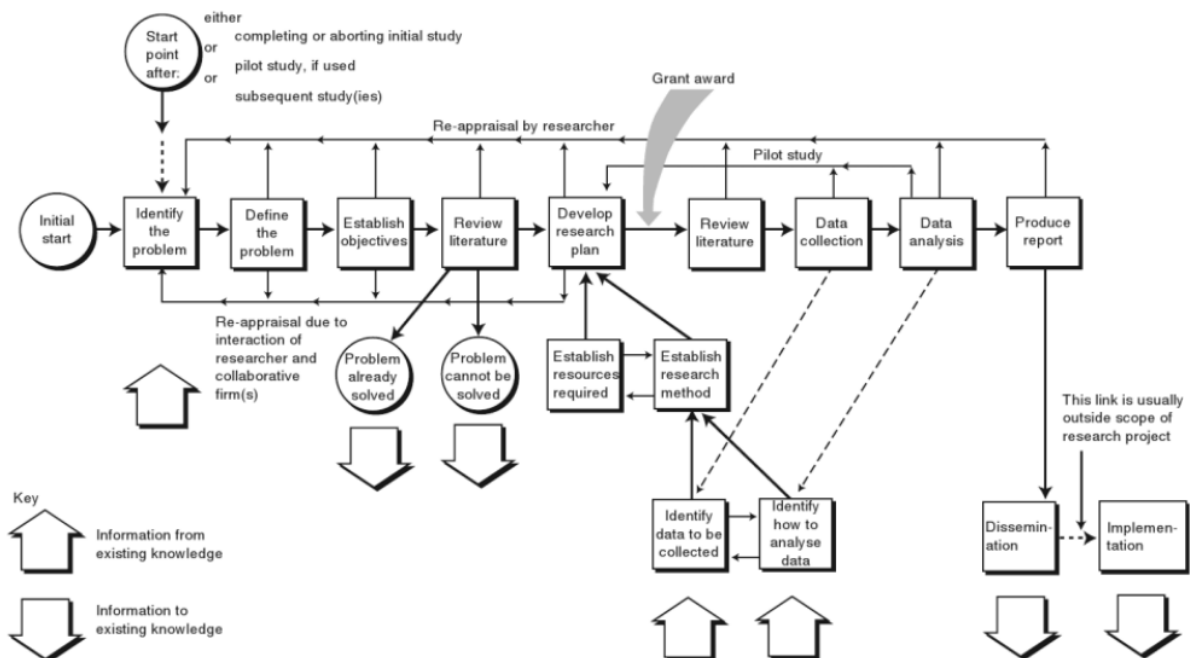 either
Start
point
after:
completing or aborting initial study
or
pilot study, if used
or
subsequent study(ies)
Grant award
Re-appraisal by researcher
Pilot study
Initial
start
Identify
the
problem
Define
the
problem
Establish
objectives
Review
literature
Develop
research
plan
Review
literature
Data
collection
Data
analysis
Produce
report
Re-appraisal due to
interaction of
researcher and
collaborative
firm(s)
Problem
already
solved
Problem
cannot be
solved
Establish
resources
required
Establish
research
method
This link is usually
outside scope of
research project
Key
Information from
existing knowledge
Identify
data to be
collected
Identify
how to
analyse
data
Dissemin-
ation
Implemen-
tation
Information to
existing knowledge